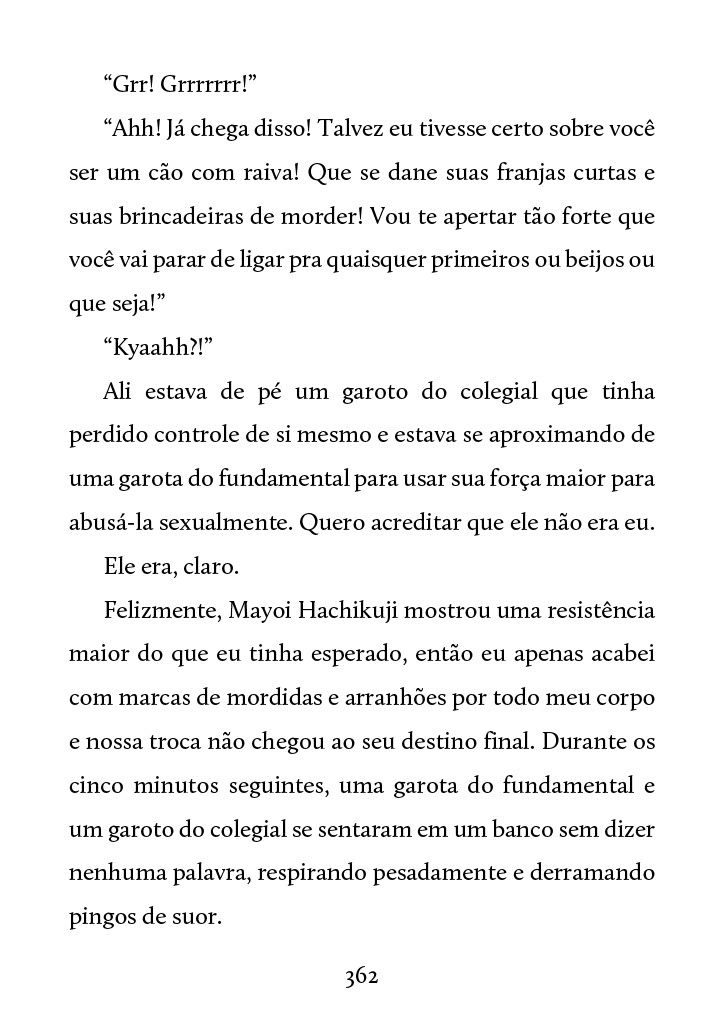 “Grr! Grrrrrrr!”
“Ahh! Já chega disso! Talvez eu tivesse certo sobre você
ser um cão com raiva! Que se dane suas franjas curtas e
suas brincadeiras de morder! Vou te apertar tão forte que
você vai parar de ligar pra quaisquer primeiros ou beijos ou
que seja!”
“Kyaahh?!”
Ali estava de pé um garoto do colegial que tinha
perdido controle de si mesmo e estava se aproximando de
uma garota do fundamental para usar sua força maior para
abusá-la sexualmente. Quero acreditar que ele não era eu.
Ele era, claro.
Felizmente, Mayoi Hachikuji mostrou uma resistência
maior do que eu tinha esperado, então eu apenas acabei
com marcas de mordidas e arranhões por todo meu corpo
e nossa troca não chegou ao seu destino final. Durante os
cinco minutos seguintes, uma garota do fundamental e
um garoto do colegial se sentaram em um banco sem dizer
nenhuma palavra, respirando pesadamente e derramando
pingos de suor.
362